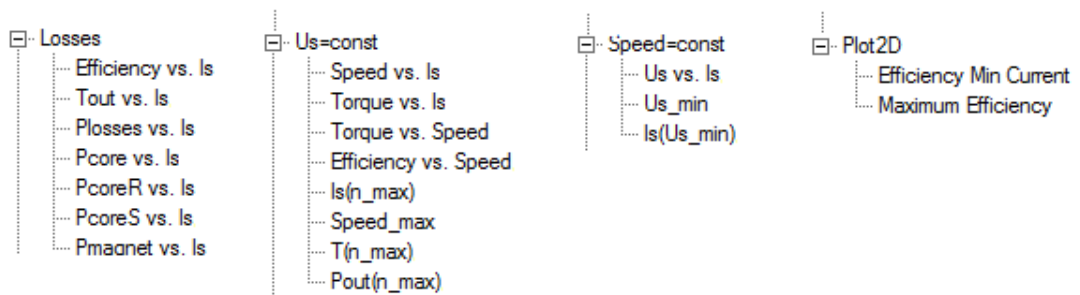 Losses
Efficiency vs. Is
Tout vs. Is
Plosses vs. Is
Pcore vs. Is
PcoreR vs. Is
PcoreS vs. Is
Pmagnet vs. Is
Us=const
Speed vs. Is
Torque vs. Is
Torque vs. Speed
Efficiency vs. Speed
Is(n_max)
Speed_max
T(n_max)
Pout(n_max)
Speed=const
Us vs. Is
Us_min
Is(Us_min)
Plot2D
Efficiency Min Current
Maximum Efficiency